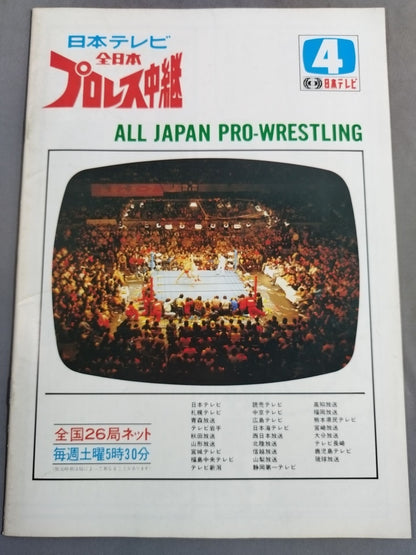 日本テレビ
全日本
プロレス中継
4
日本テレビ
ALL JAPAN PRO-WRESTLING
日本テレビ
札幌テレビ
青森放送
テレビ岩手
秋田放送
山形放送
宮城テレビ
福島中央テレビ
テレビ新潟
読売テレビ
中京テレビ
広島テレビ
日本海テレビ
西日本放送
北陸放送
信越放送
山梨放送
静岡第一テレビ
高知放送
福岡放送
熊本県民テレビ
宮崎放送
大分放送
テレビ長崎
鹿児島テレビ
琉球放送
全国26局ネット
毎週土曜5時30分